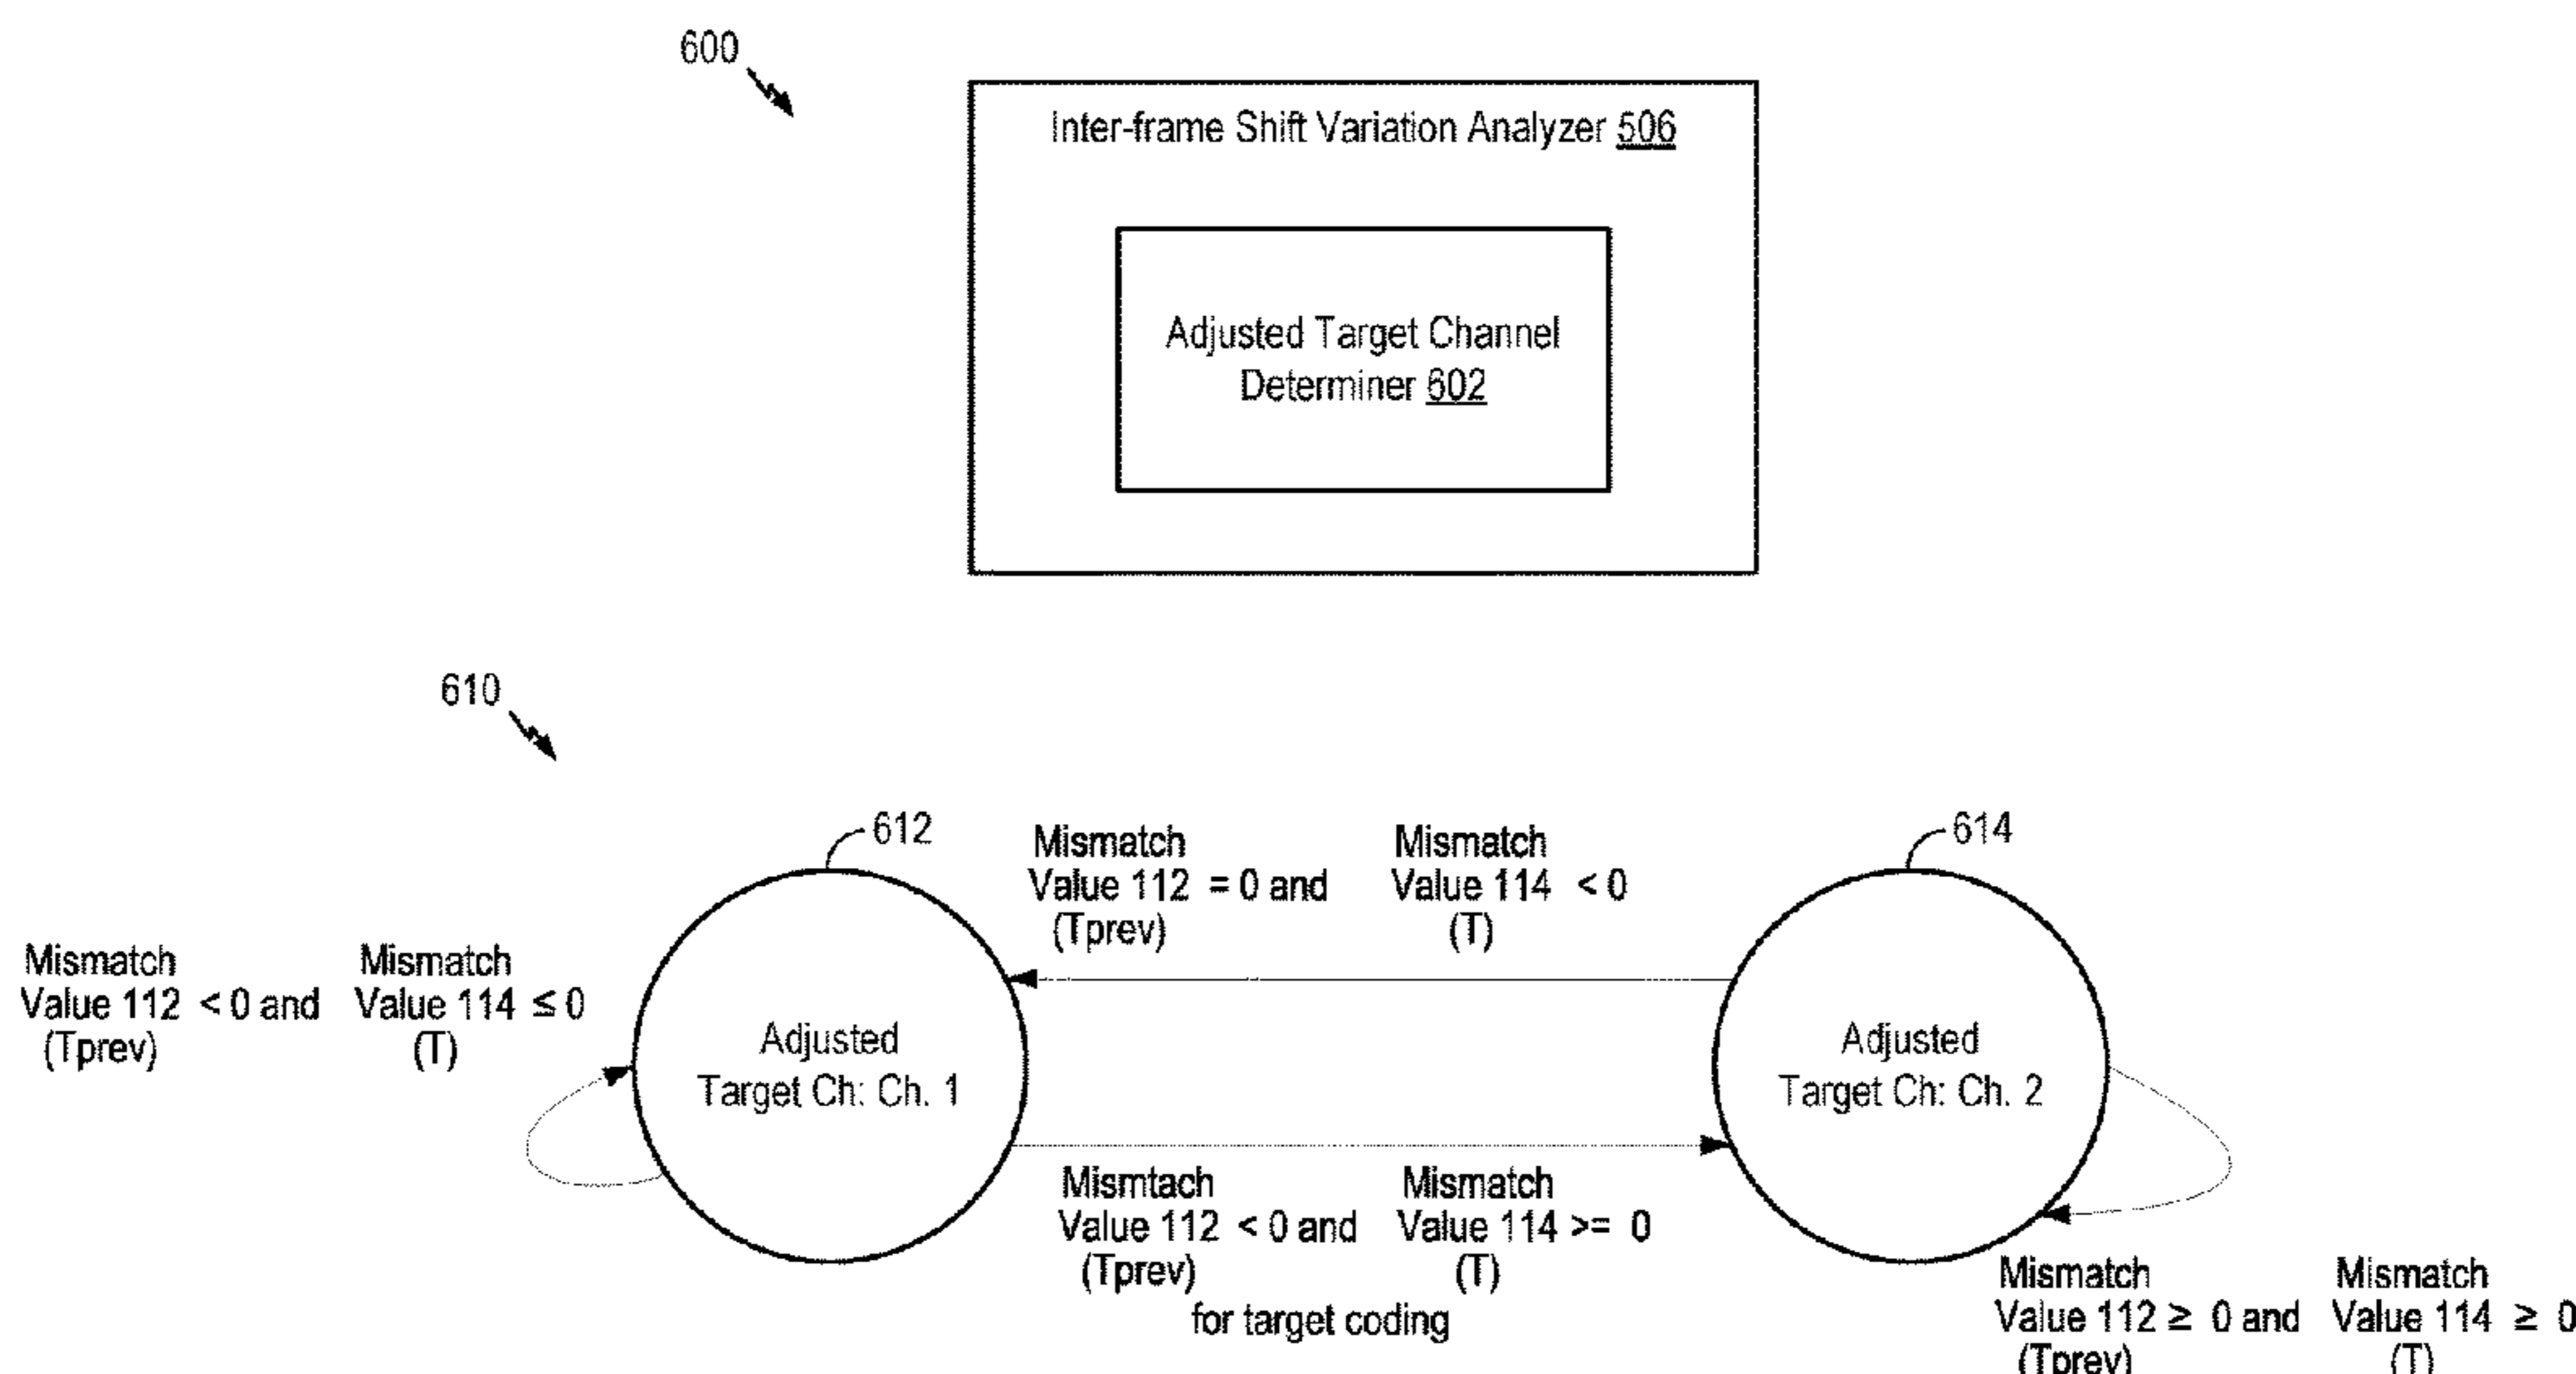 600
Inter-frame Shift Variation Analyzer 506
Adjusted Target Channel
Determiner 602
610
612
614
Mismatch
Value 112 = 0 and
(Tprev)
Mismatch
Value 114 < 0
(T)
Mismatch
Value 112 < 0 and
(Tprev)
Mismatch
Value 114 ≤ 0
(T)
Adjusted
Target Ch: Ch. 1
Adjusted
Target Ch: Ch. 2
Mismtach
Value 112 < 0 and
(Tprev)
Mismatch
Value 114 >= 0
(T)
for target coding
Mismatch
Value 112 ≥ 0 and
(Tprev)
Mismatch
Value 114 ≥ 0
(T)